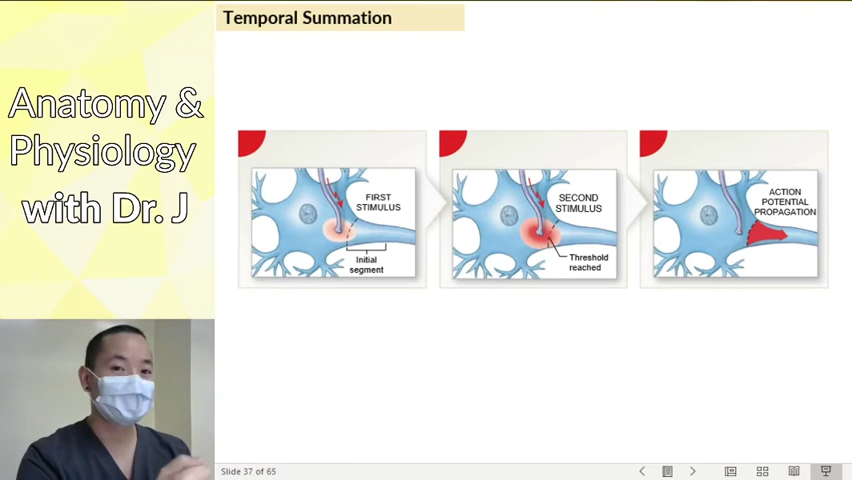 Temporal Summation
Anatomy &
Physiology
with Dr. J
FIRST
STIMULUS
Initial
segment
SECOND
STIMULUS
Threshold
reached
ACTION
POTENTIAL
PROPAGATION
Slide 37 of 65